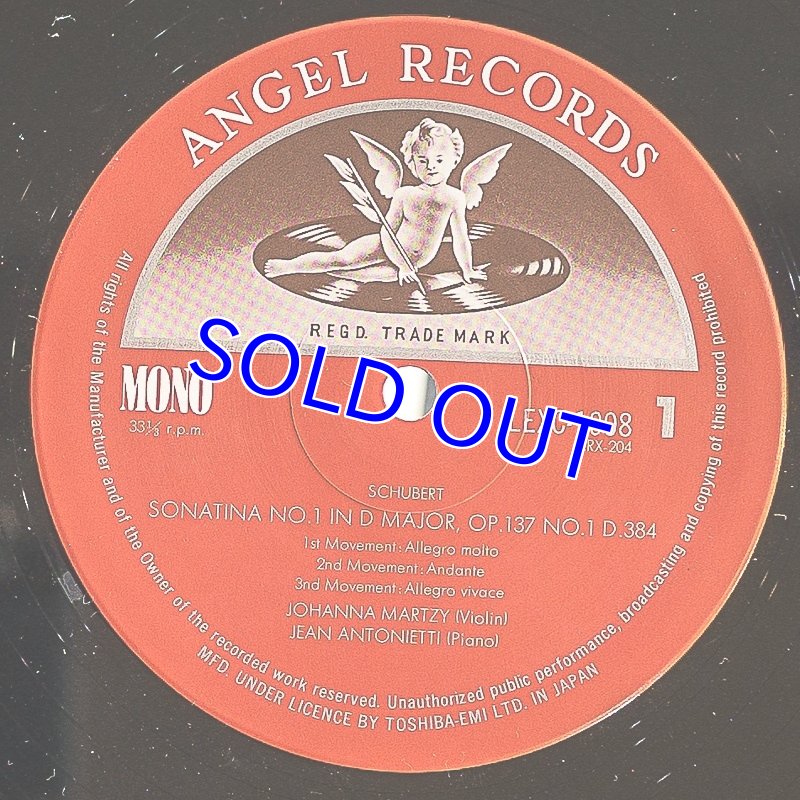 ANGEL RECORDS
REGD. TRADE MARK
MONO
33⅓ r.p.m.
1
RX-204
SOLD OUT
SCHUBERT
SONATINA NO.1 IN D MAJOR, OP.137 NO.1 D.384
1st Movement: Allegro molto
2nd Movement: Andante
3rd Movement: Allegro vivace
JOHANNA MARTZY (Violin)
JEAN ANTONIETTI (Piano)
All rights of the Manufacturer and of the Owner of the recorded work reserved. Unauthorized public performance, broadcasting and copying of this record prohibited
MFD. UNDER LICENCE BY TOSHIBA-EMI LTD. IN JAPAN